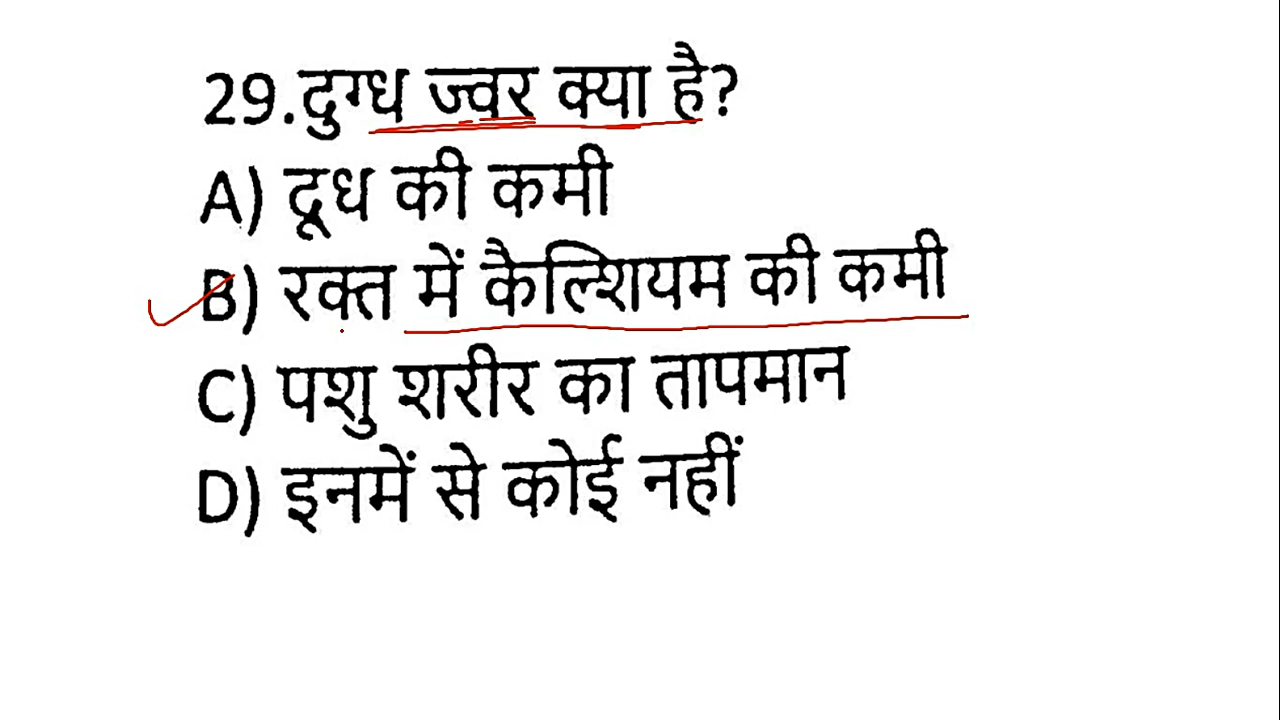 29.दुग्ध ज्वर क्या है?
A) दूध की कमी
B) रक्त में कैल्शियम की कमी
C) पशु शरीर का तापमान
D) इनमें से कोई नहीं